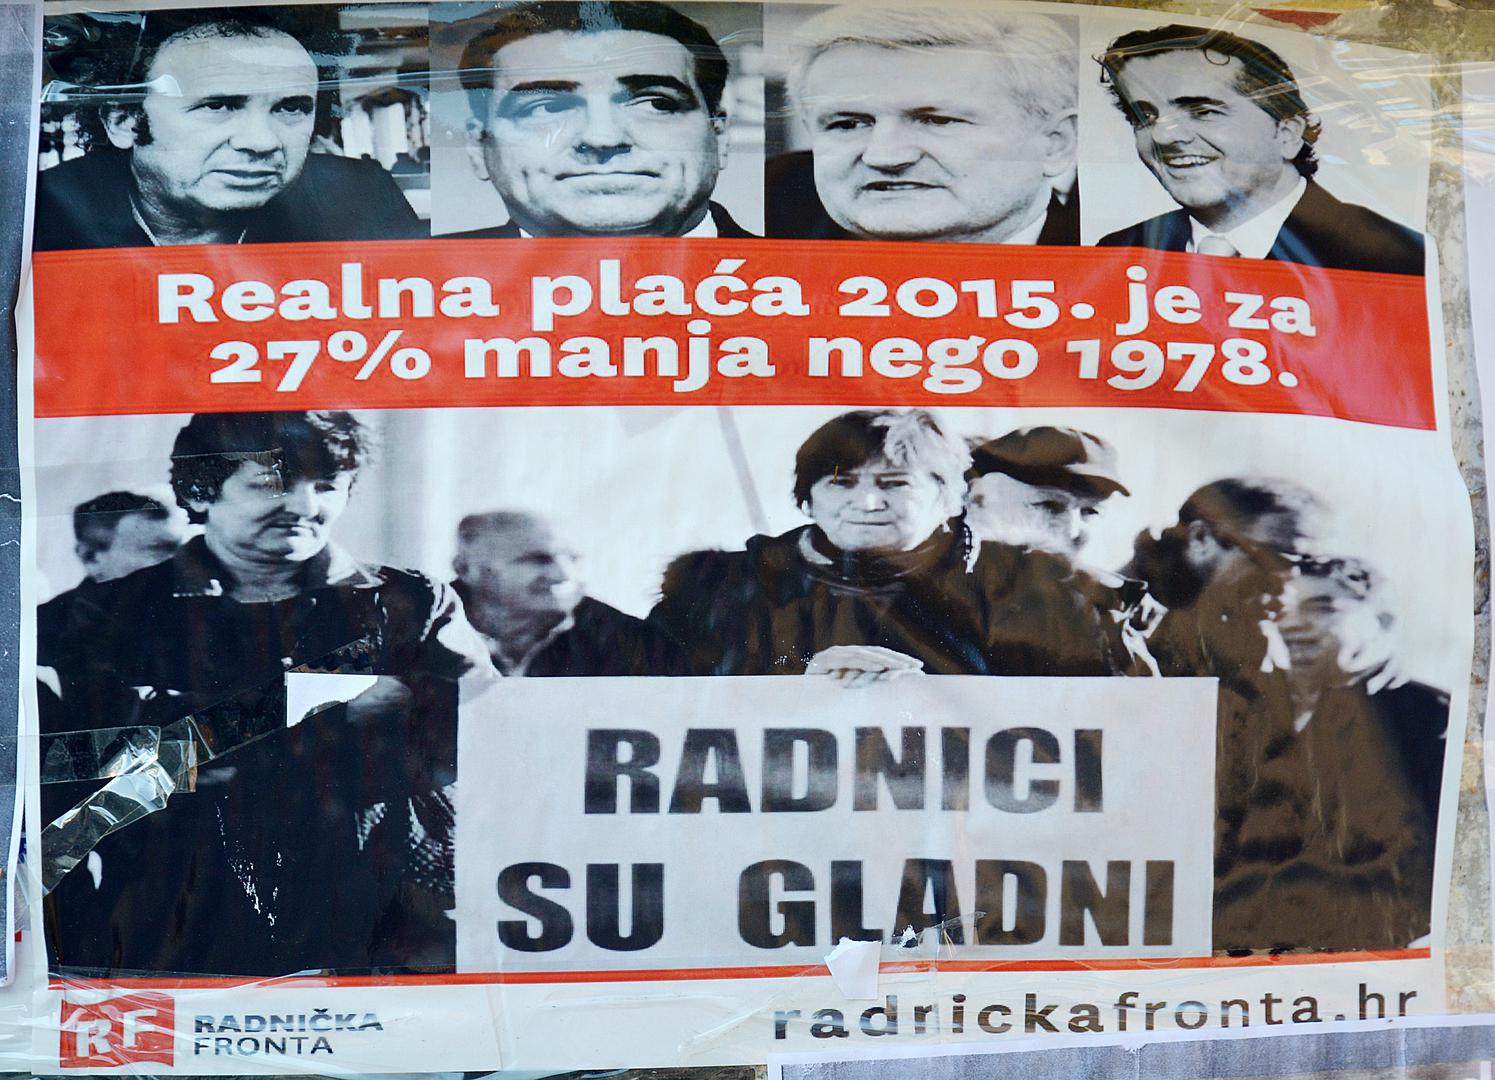 Realna plaća 2015. je za
27% manja nego 1978.
RADNICI
SU GLADNI
RF
RADNIČKA
FRONTA
radnickafronta.hr